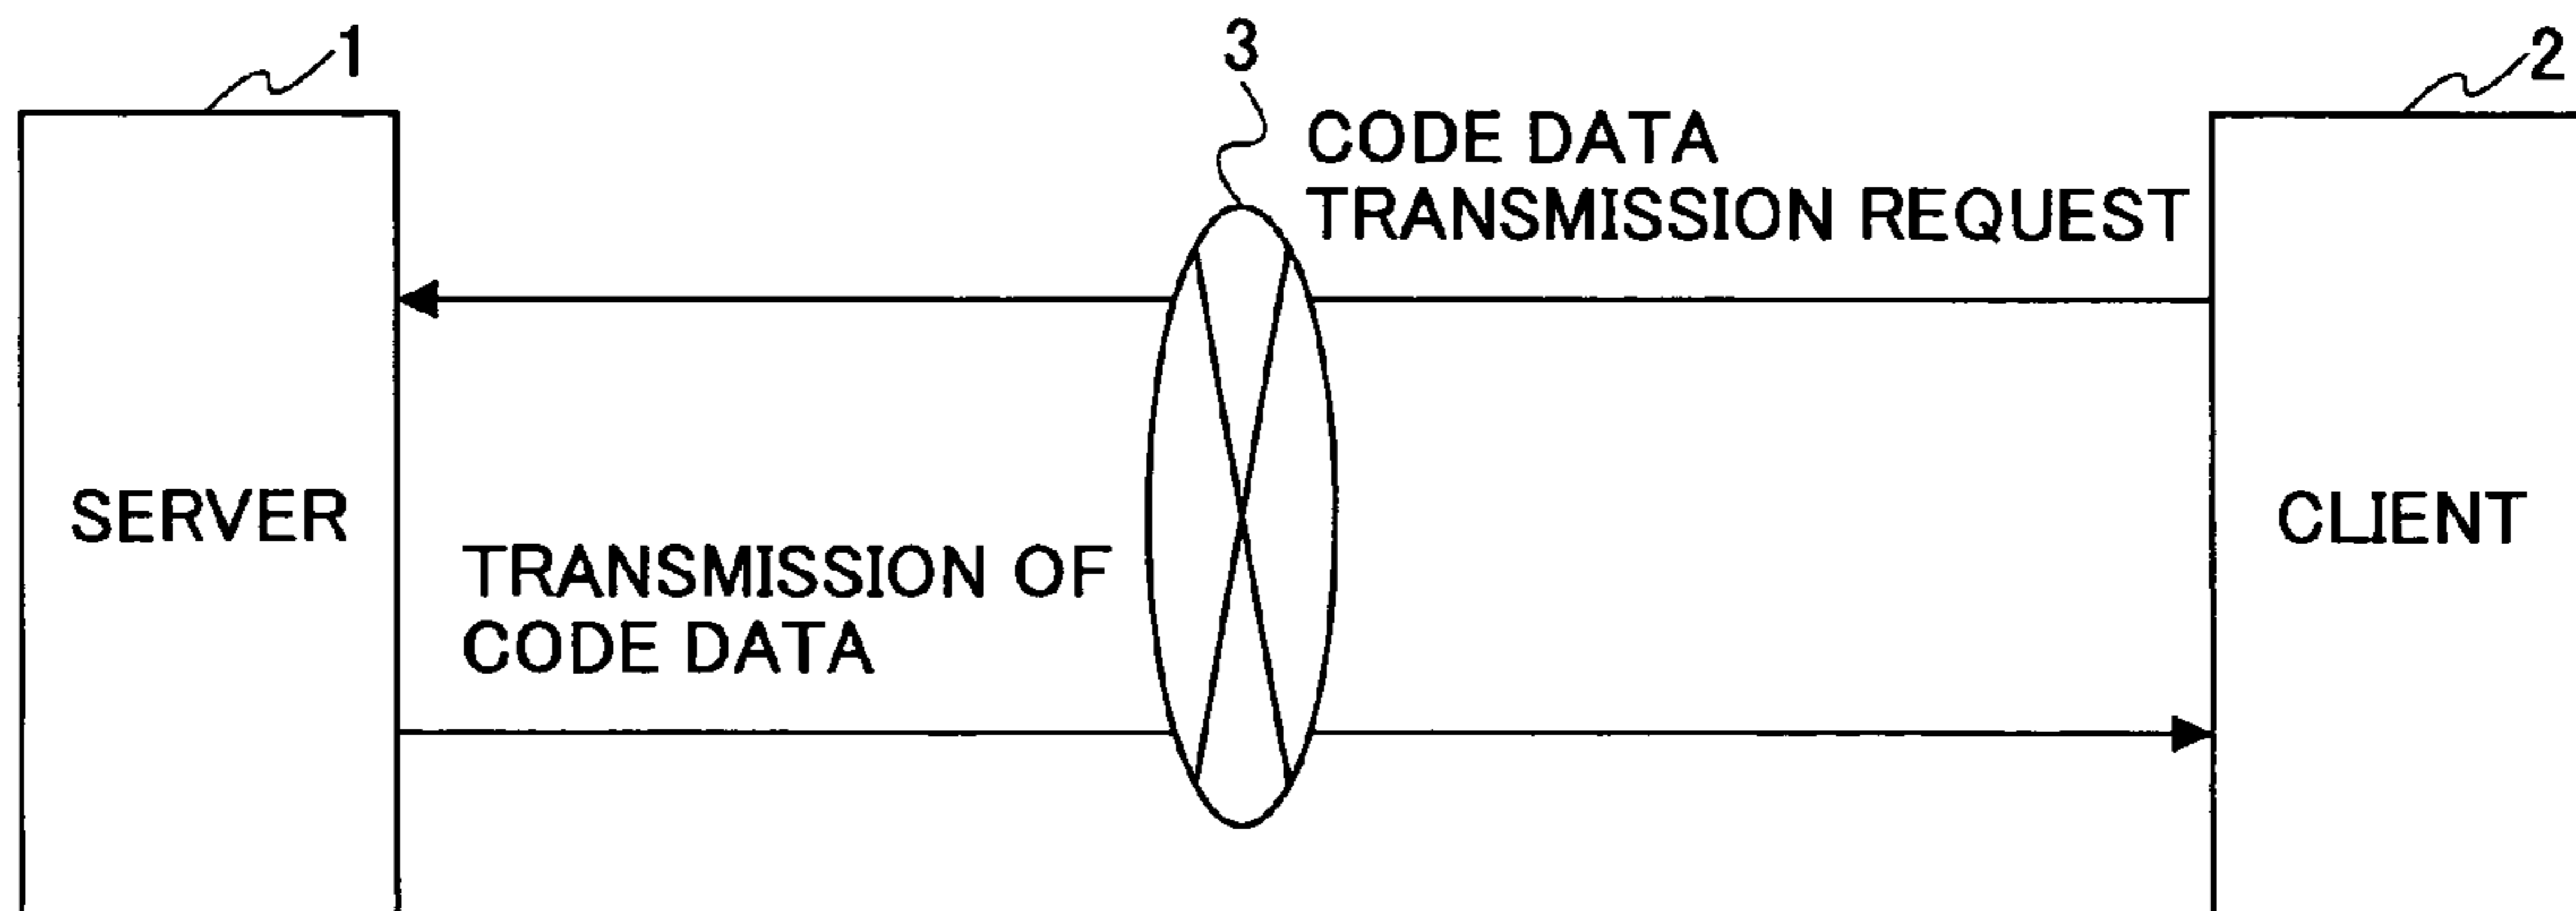 1
3
2
CODE DATA
TRANSMISSION REQUEST
SERVER
CLIENT
TRANSMISSION OF
CODE DATA